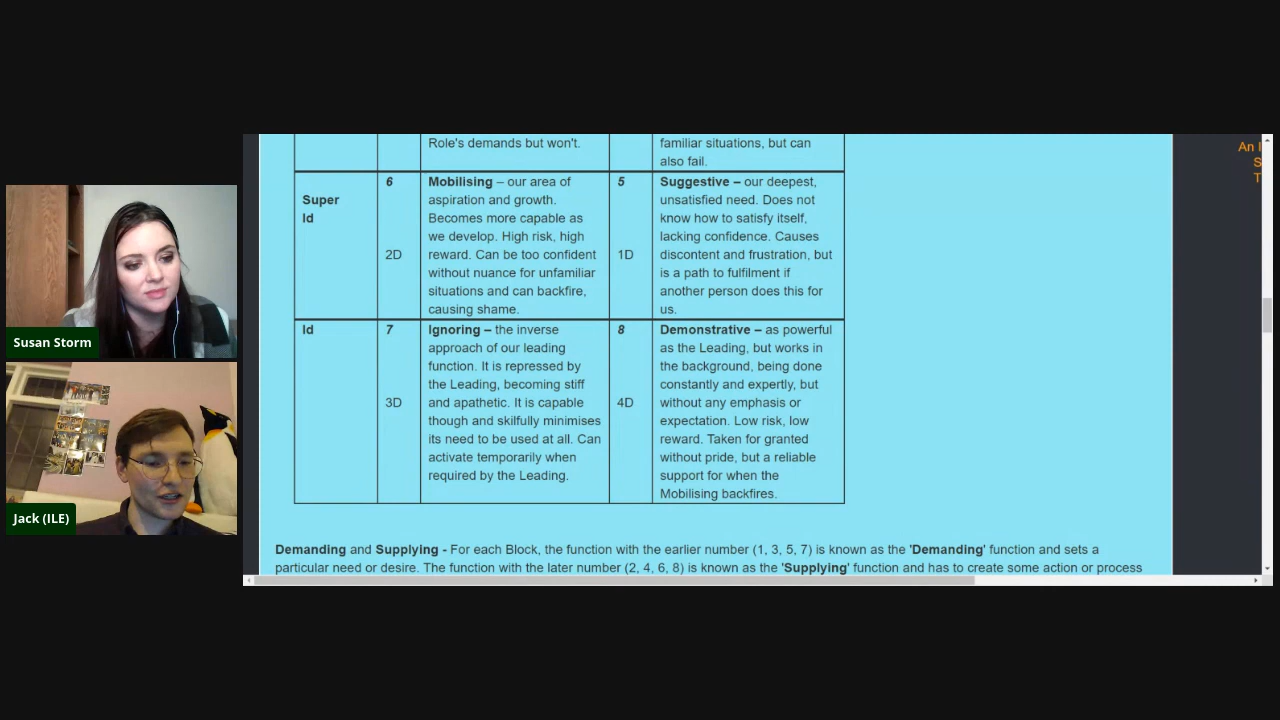 Susan Storm
Jack (ILE)
Role's demands but won't.
familiar situations, but can
also fail.
Super
Id
6
2D
Mobilising – our area of
aspiration and growth.
Becomes more capable as
we develop. High risk, high
reward. Can be too confident
without nuance for unfamiliar
situations and can backfire,
causing shame.
5
1D
Suggestive – our deepest,
unsatisfied need. Does not
know how to satisfy itself,
lacking confidence. Causes
discontent and frustration, but
is a path to fulfilment if
another person does this for
us.
Id
7
3D
Ignoring – the inverse
approach of our leading
function. It is repressed by
the Leading, becoming stiff
and apathetic. It is capable
though and skilfully minimises
its need to be used at all. Can
activate temporarily when
required by the Leading.
8
4D
Demonstrative – as powerful
as the Leading, but works in
the background, being done
constantly and expertly, but
without any emphasis or
expectation. Low risk, low
reward. Taken for granted
without pride, but a reliable
support for when the
Mobilising backfires.
Demanding and Supplying - For each Block, the function with the earlier number (1, 3, 5, 7) is known as the 'Demanding' function and sets a
particular need or desire. The function with the later number (2, 4, 6, 8) is known as the 'Supplying' function and has to create some action or process
An
S
T